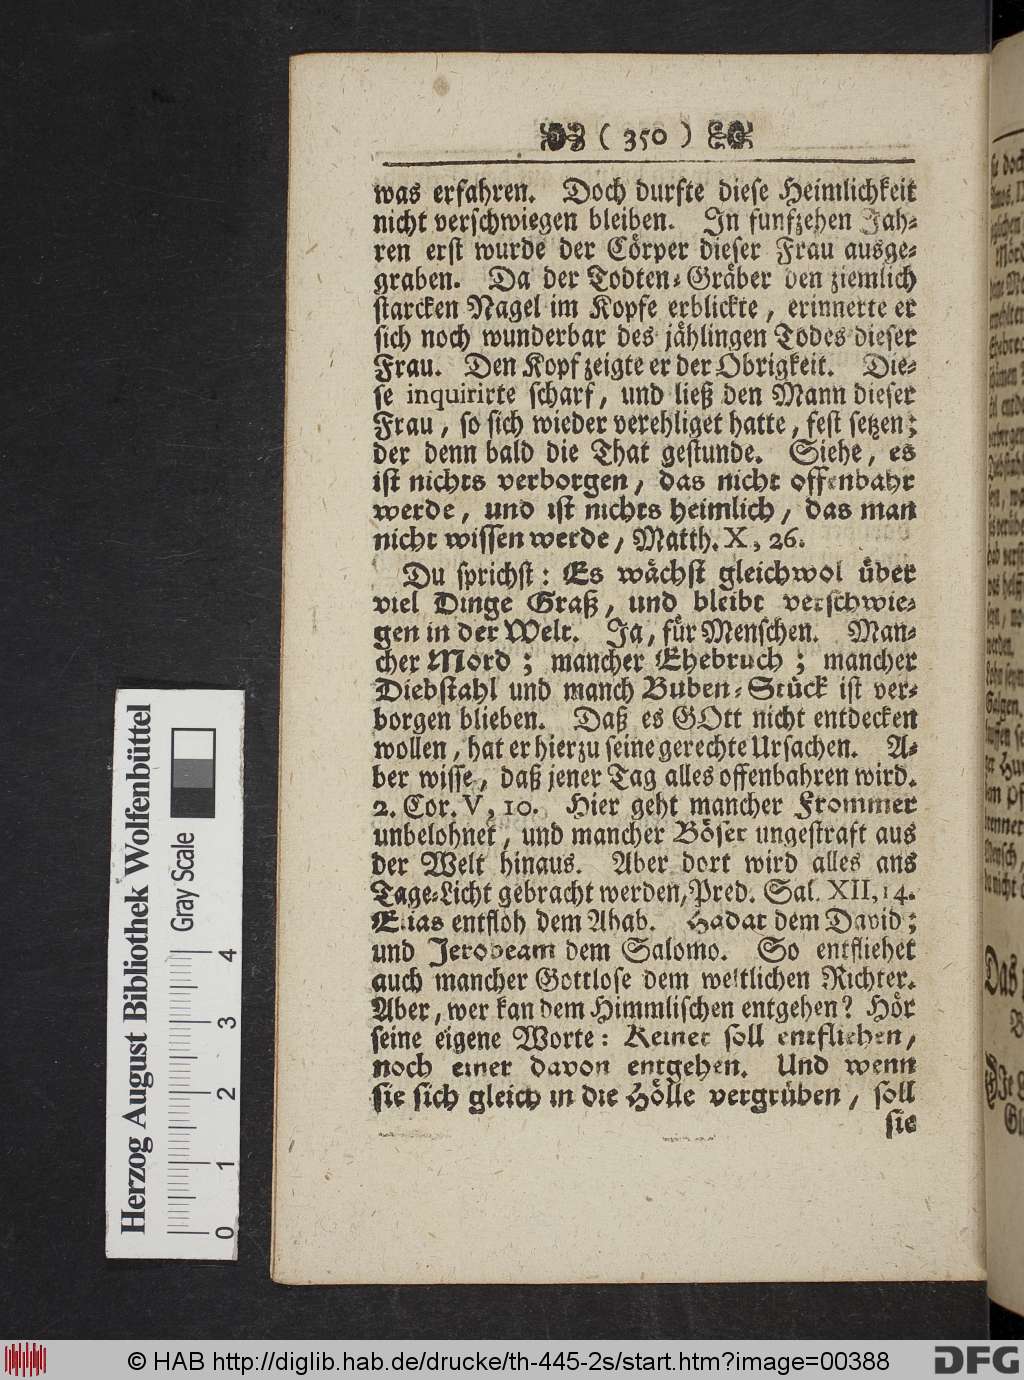 ( 350 )
was erfahren. Doch durfte diese Heimlichkeit
nicht verschwiegen bleiben. In funfzehen Jah⸗
ren erst wurde der Cörper dieser Frau ausge⸗
graben. Da der Todten⸗Gräber den ziemlich
starcken Nagel im Kopfe erblickte, erinnerte er
sich noch wunderbar des jählingen Todes dieser
Frau. Den Kopf zeigte er der Obrigkeit. Die⸗
se inquirirte scharf, und ließ den Mann dieser
Frau, so sich wieder verehliget hatte, fest setzen;
der denn bald die That gestunde. Siehe, es
ist nichts verborgen, das nicht offenbahr
werde, und ist nichts heimlich, das man
nicht wissen werde, Matth. X, 26.
Du sprichst: Es wächst gleichwol über
viel Dinge Graß, und bleibt verschwie⸗
gen in der Welt. Ja, für Menschen. Man⸗
cher Mord; mancher Ehebruch; mancher
Diebstahl und manch Buben⸗Stück ist ver⸗
borgen blieben. Daß es GOtt nicht entdecken
wollen, hat er hierzu seine gerechte Ursachen. A⸗
ber wisse, daß jener Tag alles offenbahren wird.
2. Cor. V, 10. Hier geht mancher Frommer
unbelohnet, und mancher Böser ungestraft aus
der Welt hinaus. Aber dort wird alles ans
Tage⸗Licht gebracht werden, Pred. Sal. XII, 14.
Elias entfloh dem Ahab. Hadat dem David;
und Jerobeam dem Salomo. So entfliehet
auch mancher Gottlose dem weltlichen Richter.
Aber, wer kan dem Himmlischen entgehen? Hör
seine eigene Worte: Keiner soll entfliehen,
noch einer davon entgehen. Und wenn
sie sich gleich in die Hölle vergrüben, soll
sie
Herzog August Bibliothek Wolfenbüttel
Gray Scale
0 1 2 3 4
© HAB http://diglib.hab.de/drucke/th-445-2s/start.htm?image=00388
DFG